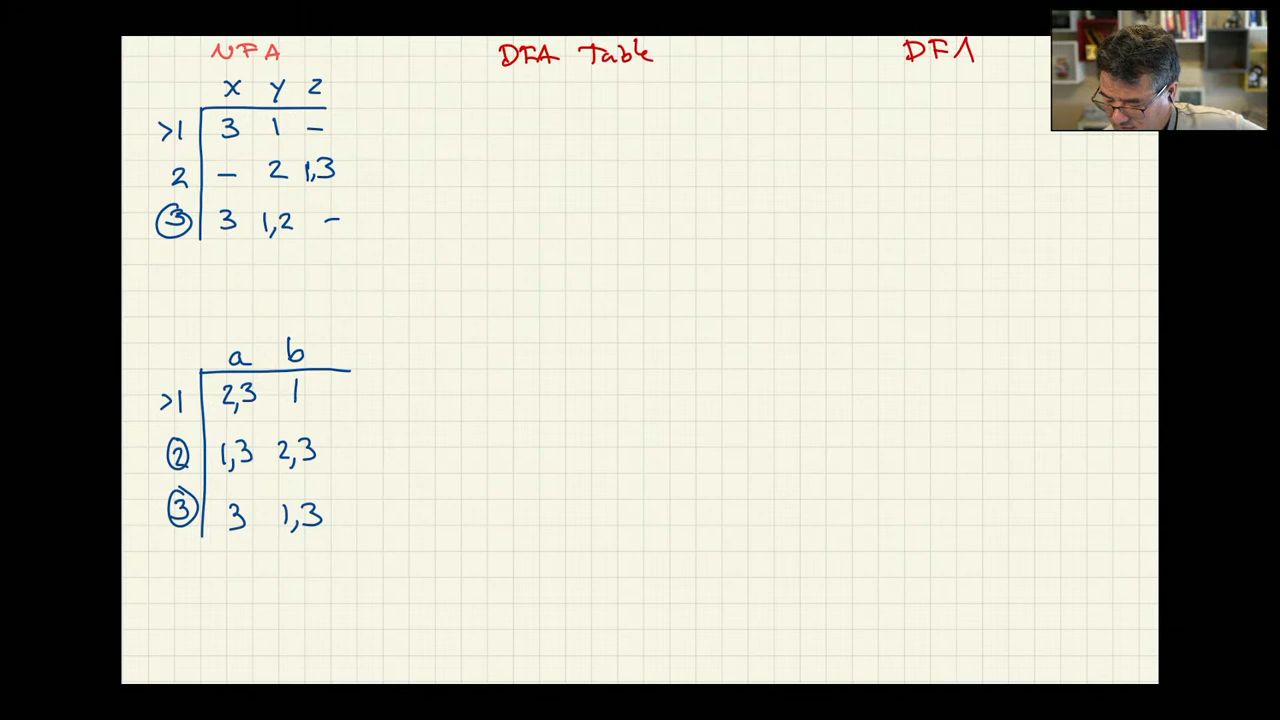 NFA DFA Table DFA
x y z
>1 3 1 -
2 - 2 1,3
3 3 1,2 -
a b
>1 2,3 1
2 1,3 2,3
3 3 1,3